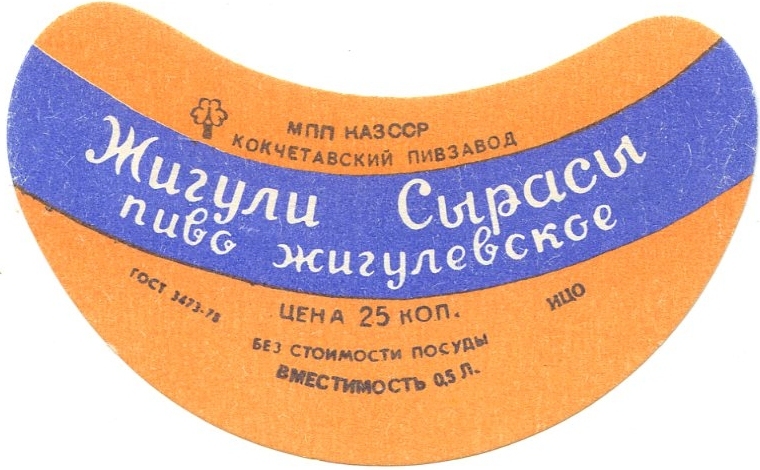 МПП КАЗССР
КОКЧЕТАВСКИЙ ПИВЗАВОД
Жигули Сырасы
пиво жигулевское
ГОСТ 3473-78
ЦЕНА 25 КОП.
ИЦО
БЕЗ СТОИМОСТИ ПОСУДЫ
ВМЕСТИМОСТЬ 0,5 Л.